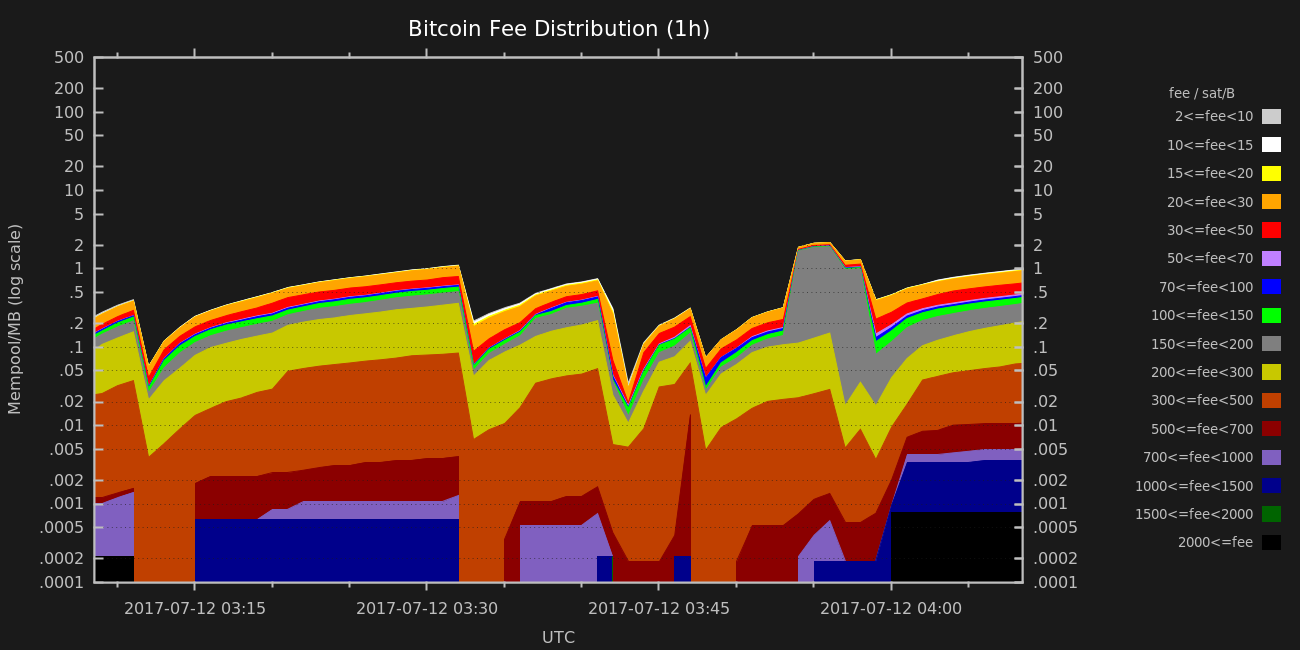 Bitcoin Fee Distribution (1h)
Mempool/MB (log scale)
500
200
100
50
20
10
5
2
1
.5
.2
.1
.05
.02
.01
.005
.002
.001
.0005
.0002
.0001
500
200
100
50
20
10
5
2
1
.5
.2
.1
.05
.02
.01
.005
.002
.001
.0005
.0002
.0001
2017-07-12 03:15
2017-07-12 03:30
2017-07-12 03:45
2017-07-12 04:00
UTC
fee / sat/B
2<=fee<10
10<=fee<15
15<=fee<20
20<=fee<30
30<=fee<50
50<=fee<70
70<=fee<100
100<=fee<150
150<=fee<200
200<=fee<300
300<=fee<500
500<=fee<700
700<=fee<1000
1000<=fee<1500
1500<=fee<2000
2000<=fee